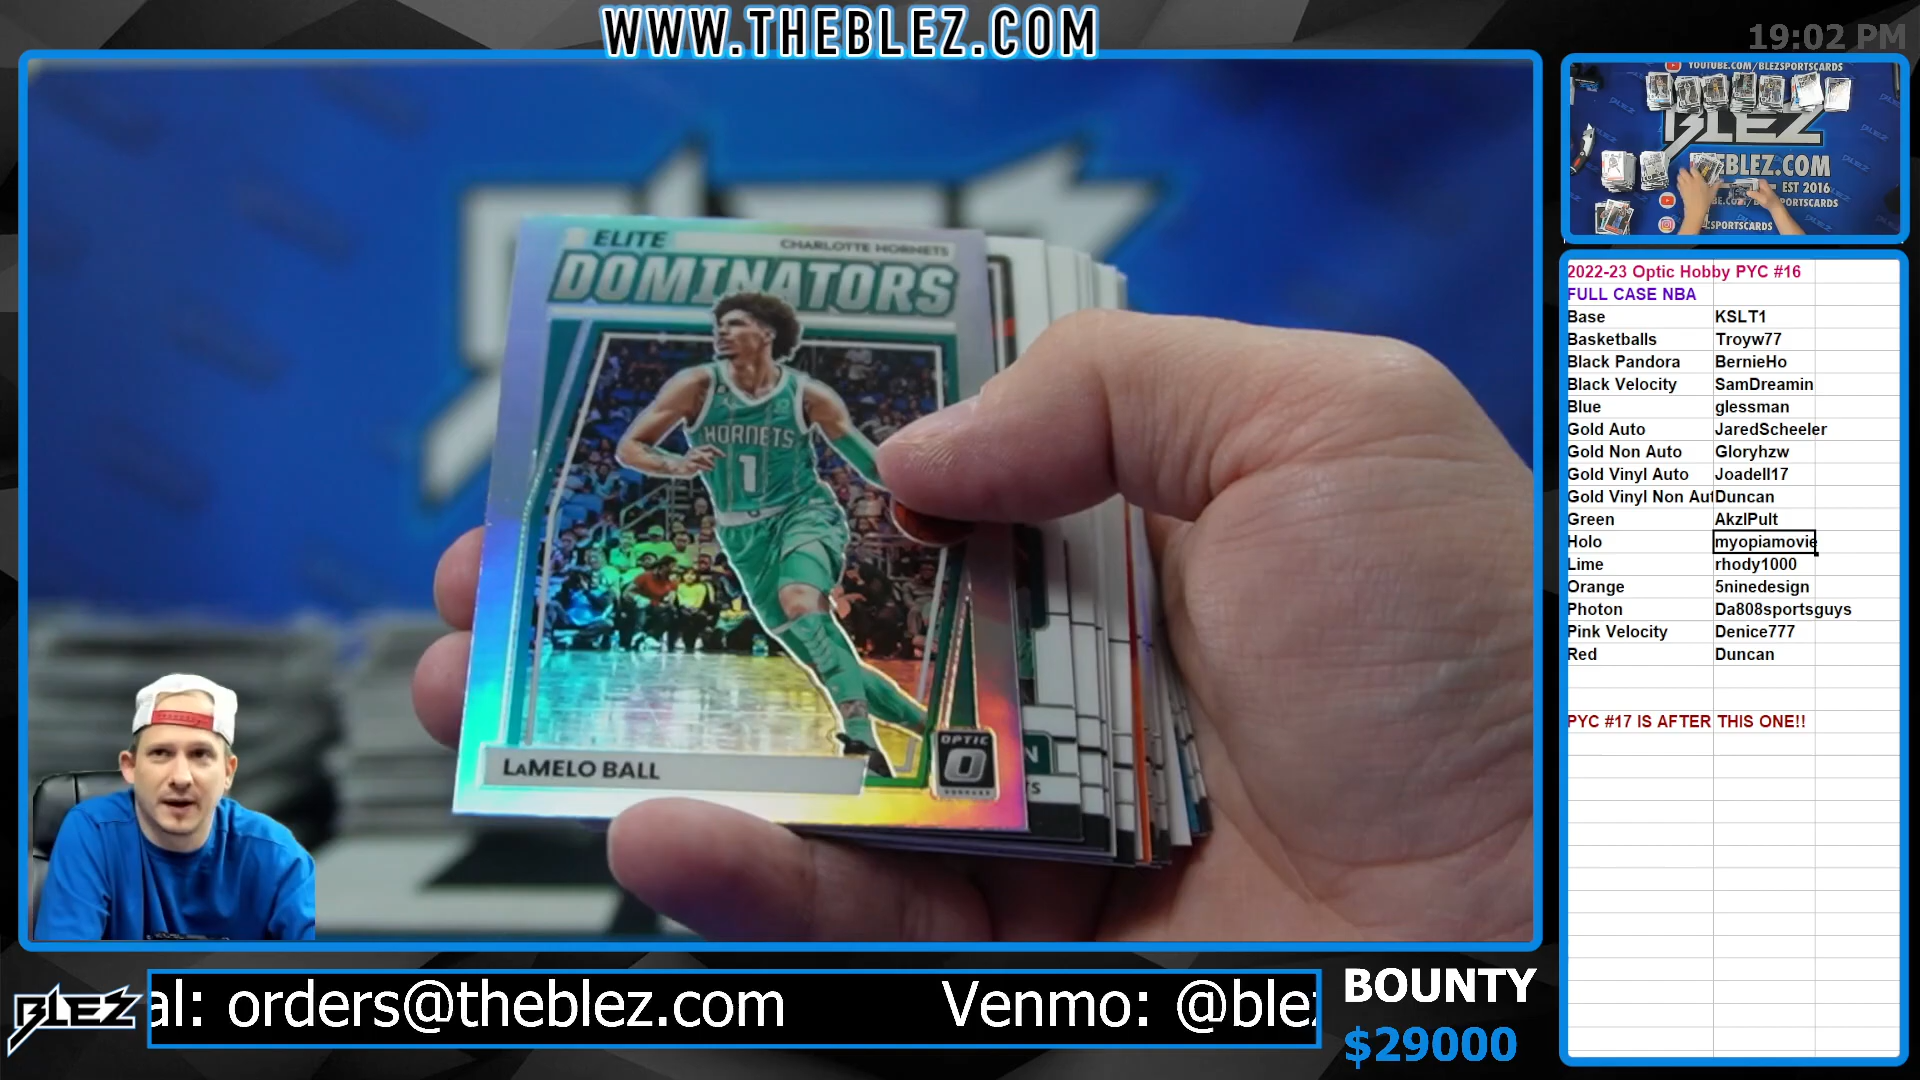 WWW.THEBLEZ.COM
19:02 PM
ELITE
CHARLOTTE HORNETS
DOMINATORS
HORNETS
1
LAMELO BALL
OPTIC
O
DONRUSS
YOUTUBE.COM/BLEZSPORTSCARDS
BLEZ
EBLEZ.COM
EST 2016
SPORTSCARDS
2022-23 Optic Hobby PYC #16
FULL CASE NBA
Base KSLT1
Basketballs Troyw77
Black Pandora BernieHo
Black Velocity SamDreamin
Blue glessman
Gold Auto JaredScheeler
Gold Non Auto Gloryhzw
Gold Vinyl Auto Joadell17
Gold Vinyl Non Aut Duncan
Green AkzlPult
Holo myopiamovie
Lime rhody1000
Orange 5ninedesign
Photon Da808sportsguys
Pink Velocity Denice777
Red Duncan
PYC #17 IS AFTER THIS ONE!!
BLEZ
al: orders@theblez.com Venmo: @blez
BOUNTY
$29000